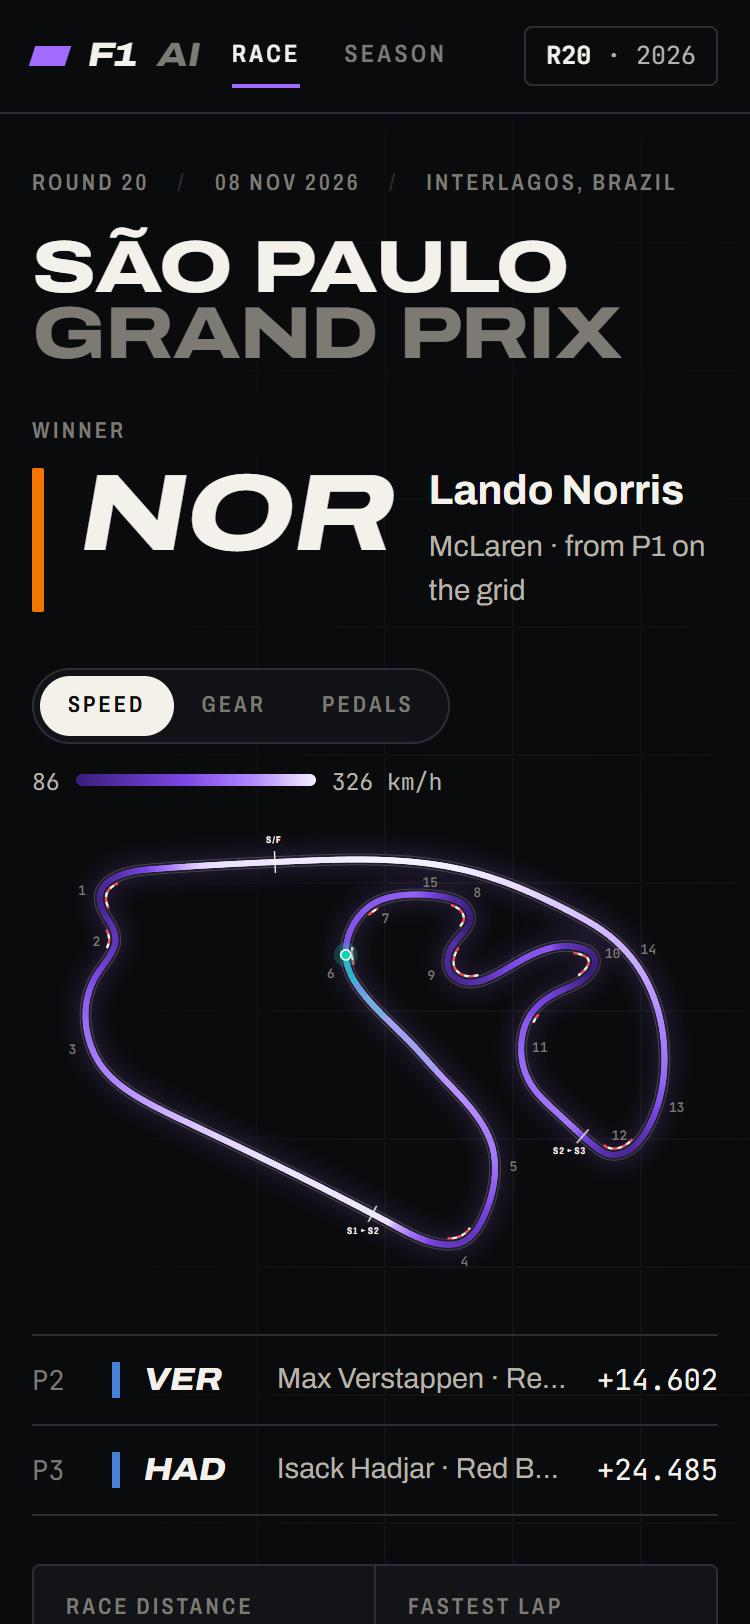 F1 AI RACE SEASON R20 · 2026
ROUND 20 / 08 NOV 2026 / INTERLAGOS, BRAZIL
SÃO PAULO
GRAND PRIX
WINNER
NOR
Lando Norris
McLaren · from P1 on
the grid
SPEED GEAR PEDALS
86 326 km/h
S/F
1
15
8
7
2
10
14
6
9
3
11
13
12
S2 ▸ S3
5
S1 ▸ S2
4
P2 VER Max Verstappen · Re... +14.602
P3 HAD Isack Hadjar · Red B... +24.485
RACE DISTANCE FASTEST LAP